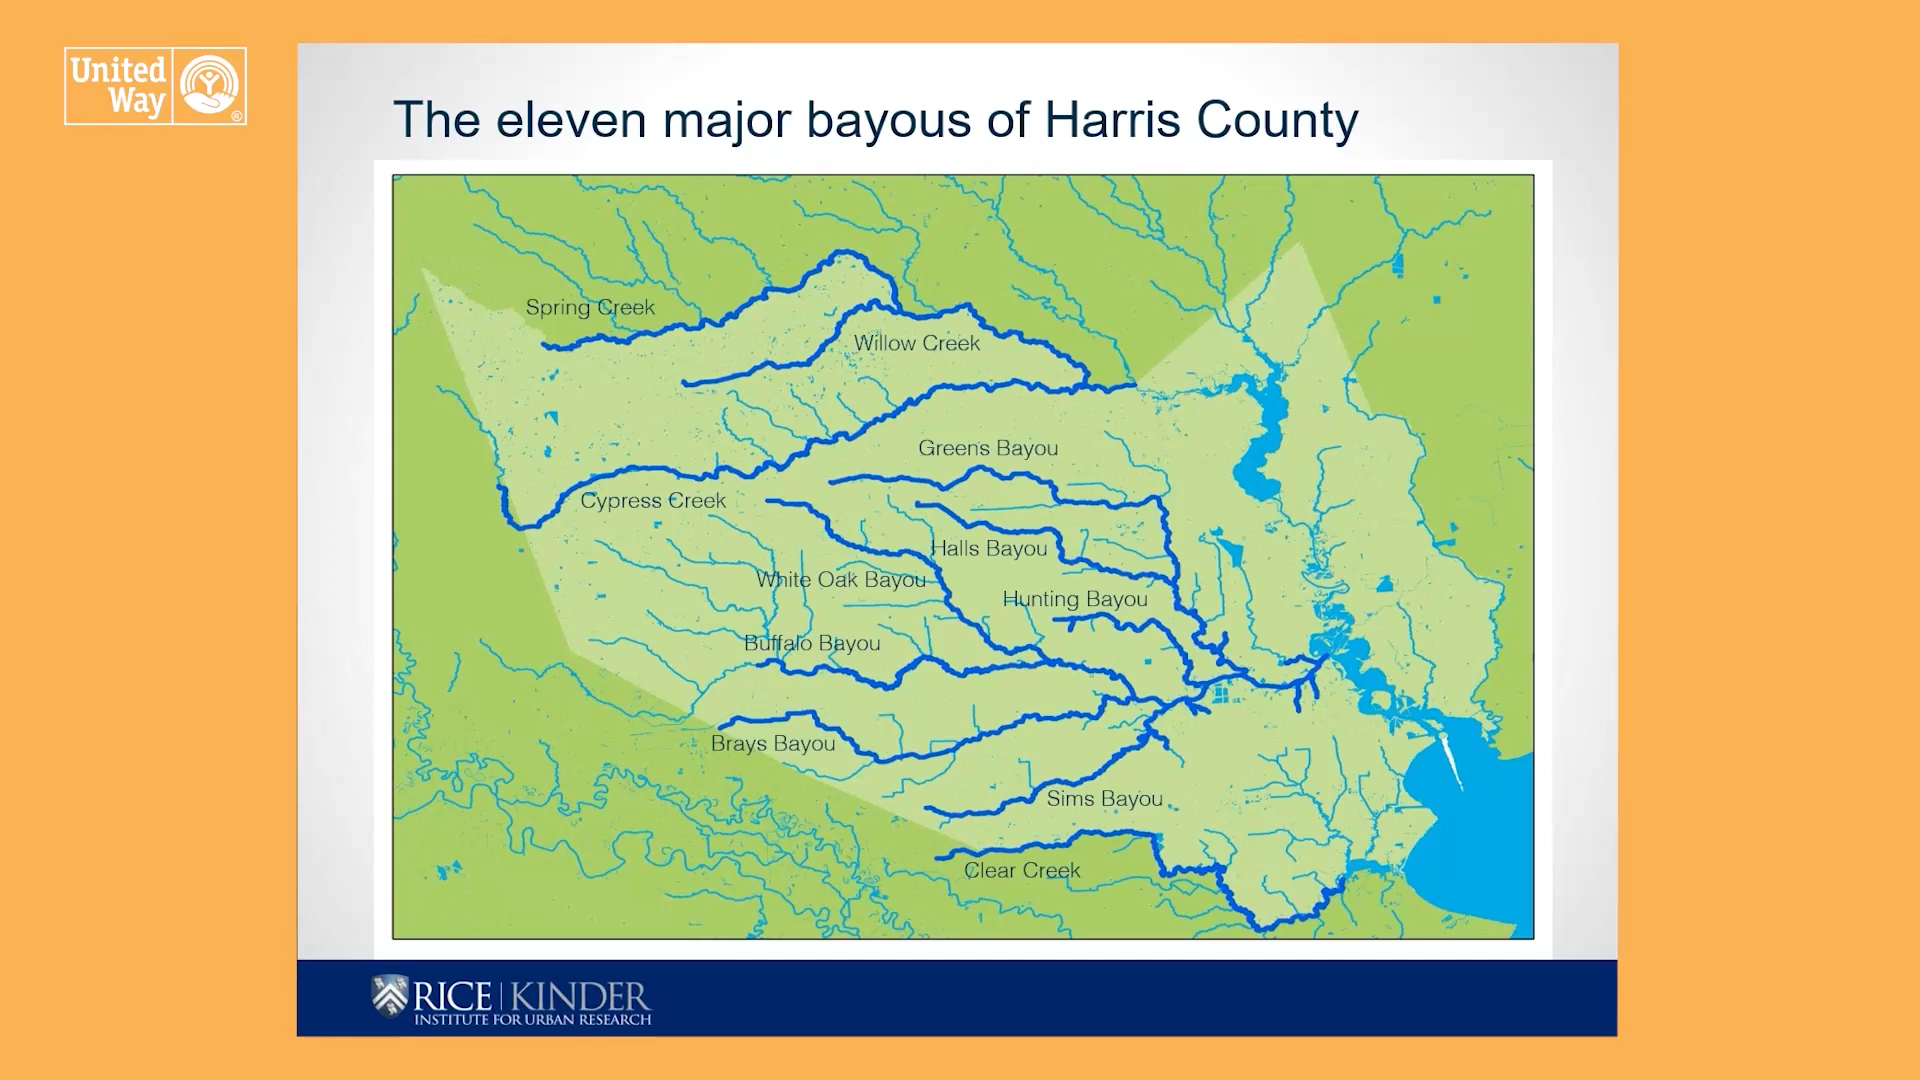 United
Way
®
The eleven major bayous of Harris County
Spring Creek
Willow Creek
Greens Bayou
Cypress Creek
Halls Bayou
White Oak Bayou
Hunting Bayou
Buffalo Bayou
Brays Bayou
Sims Bayou
Clear Creek
RICE | KINDER
INSTITUTE FOR URBAN RESEARCH